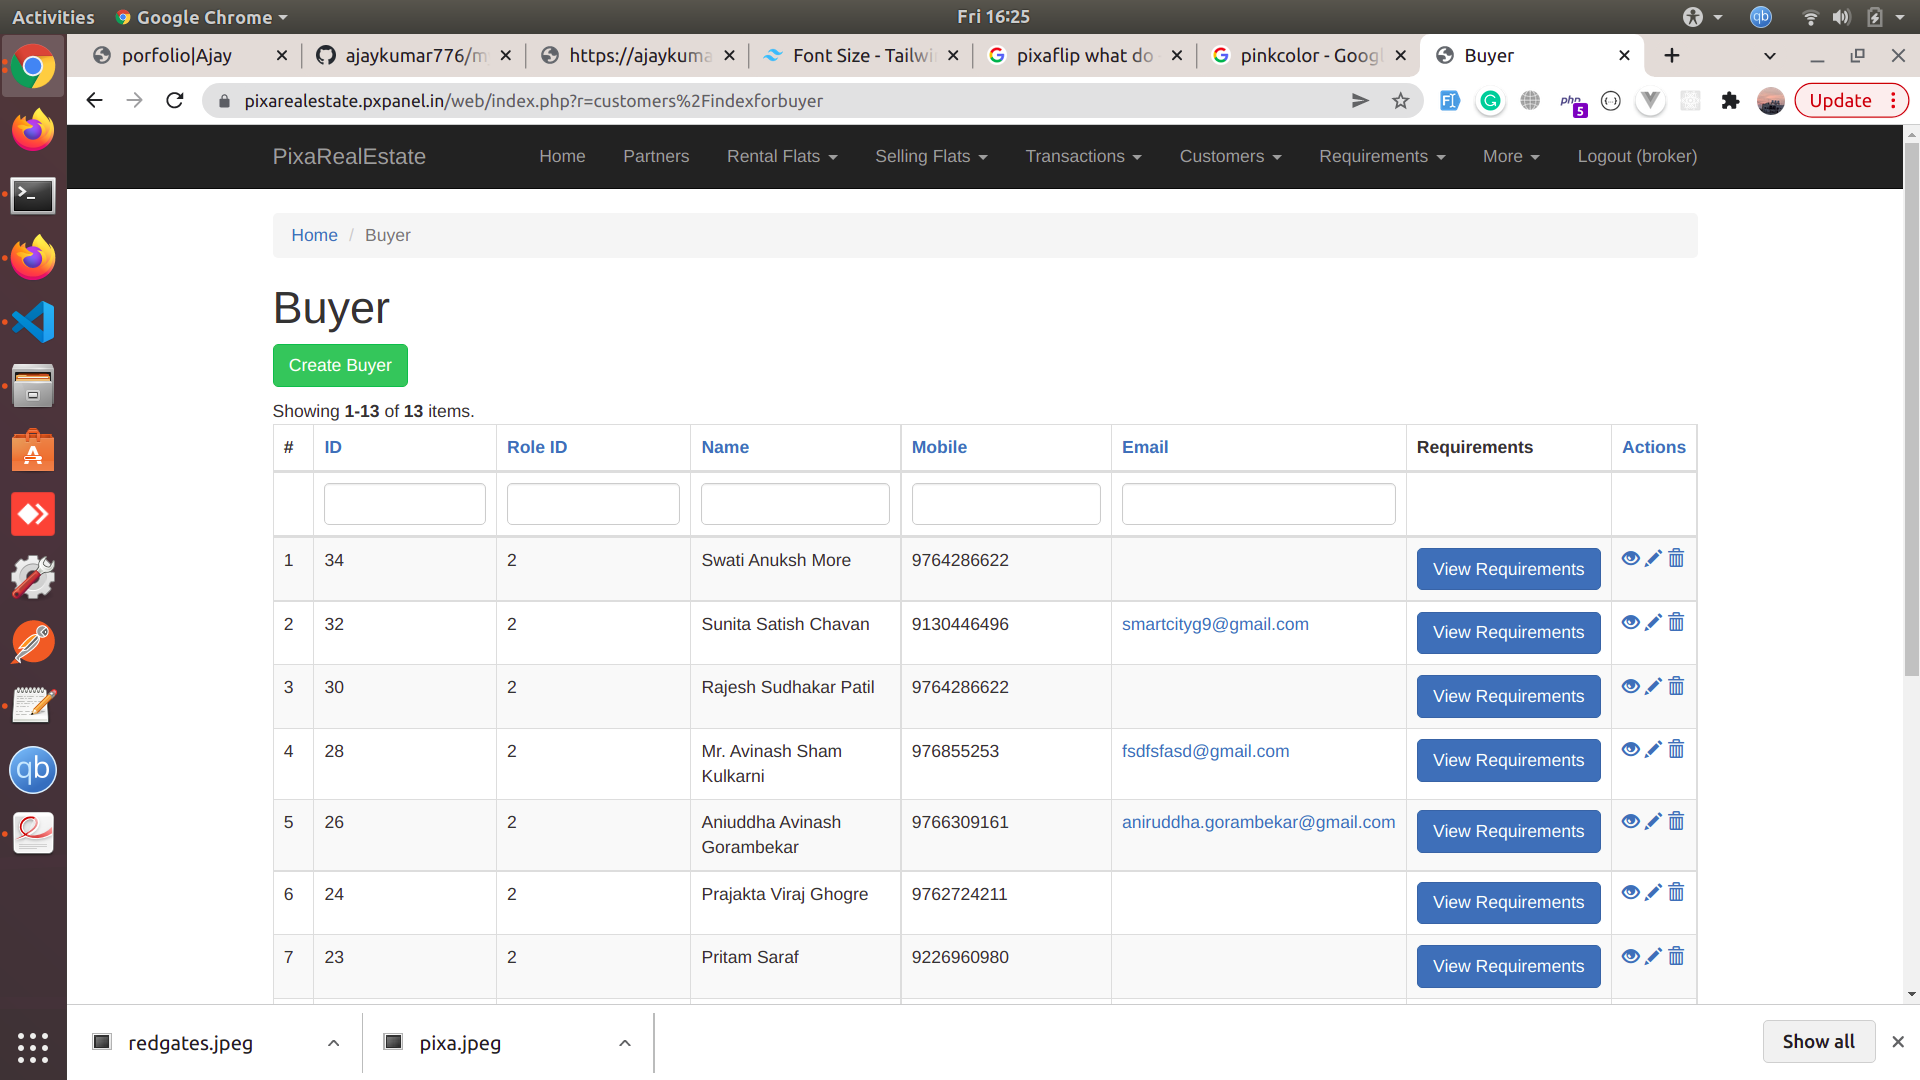 Activities Google Chrome Fri 16:25
porfolio|Ajay ajaykumar776/m https://ajaykuma Font Size - Tailwi pixaflip what do pinkcolor - Googl Buyer
pixarealestate.pxpanel.in/web/index.php?r=customers%2Findexforbuyer php 5 Update
PixaRealEstate Home Partners Rental Flats Selling Flats Transactions Customers Requirements More Logout (broker)
Home / Buyer
Buyer
Create Buyer
Showing 1-13 of 13 items.
# ID Role ID Name Mobile Email Requirements Actions
1 34 2 Swati Anuksh More 9764286622 View Requirements
2 32 2 Sunita Satish Chavan 9130446496 smartcityg9@gmail.com View Requirements
3 30 2 Rajesh Sudhakar Patil 9764286622 View Requirements
4 28 2 Mr. Avinash Sham 976855253 fsdfsfasd@gmail.com View Requirements
Kulkarni
5 26 2 Aniuddha Avinash 9766309161 aniruddha.gorambekar@gmail.com View Requirements
Gorambekar
6 24 2 Prajakta Viraj Ghogre 9762724211 View Requirements
7 23 2 Pritam Saraf 9226960980 View Requirements
qb
redgates.jpeg pixa.jpeg Show all